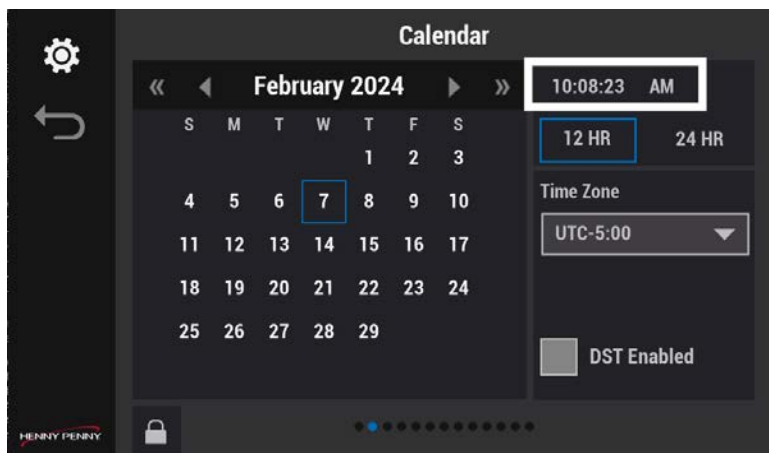 Calendar
« February 2024 »
S M T W T F S
1 2 3
4 5 6 7 8 9 10
11 12 13 14 15 16 17
18 19 20 21 22 23 24
25 26 27 28 29
10:08:23 AM
12 HR 24 HR
Time Zone
UTC-5:00
DST Enabled
HENNY PENNY